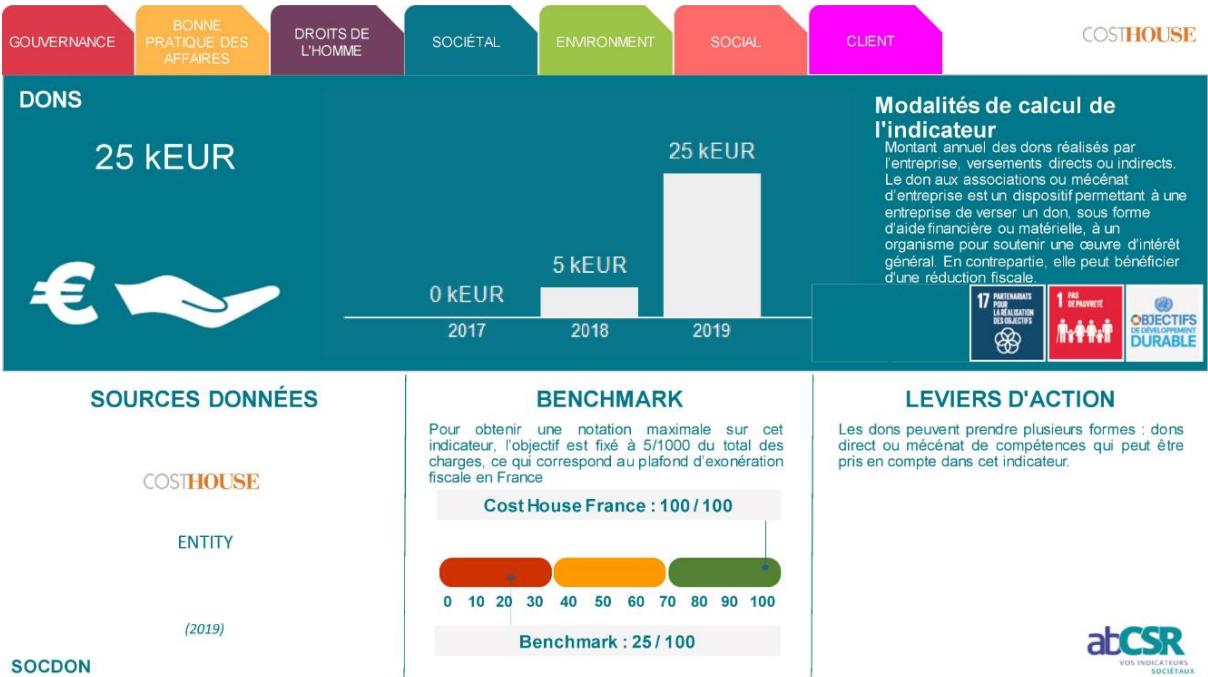 GOUVERNANCE
BONNE
PRATIQUE DES
AFFAIRES
DROITS DE
L'HOMME
SOCIÉTAL
ENVIRONMENT
SOCIAL
CLIENT
COSTHOUSE
DONS
25 kEUR
0 kEUR
5 kEUR
25 kEUR
2017
2018
2019
Modalités de calcul de
l'indicateur
Montant annuel des dons réalisés par
l'entreprise, versements directs ou indirects.
Le don aux associations ou mécénat
d'entreprise est un dispositif permettant à une
entreprise de verser un don, sous forme
d'aide financière ou matérielle, à un
organisme pour soutenir une œuvre d'intérêt
général. En contrepartie, elle peut bénéficier
d'une réduction fiscale.
17 PARTENARIATS
POUR
LA RÉALISATION
DES OBJECTIFS
1 PAS
DE PAUVRETÉ
OBJECTIFS
DE DÉVELOPPEMENT
DURABLE
SOURCES DONNÉES
COSTHOUSE
ENTITY
(2019)
SOCDON
BENCHMARK
Pour obtenir une notation maximale sur cet
indicateur, l'objectif est fixé à 5/1000 du total des
charges, ce qui correspond au plafond d'exonération
fiscale en France
Cost House France : 100 / 100
0 10 20 30 40 50 60 70 80 90 100
Benchmark : 25 / 100
LEVIERS D'ACTION
Les dons peuvent prendre plusieurs formes : dons
direct ou mécénat de compétences qui peut être
pris en compte dans cet indicateur.
abCSR
VOS INDICATEURS
SOCIÉTAUX